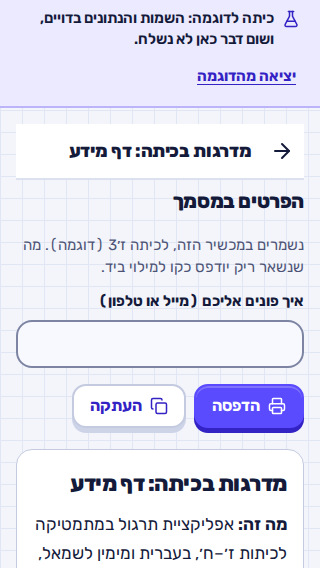 כיתה לדוגמה: השמות והנתונים בדויים,
ושום דבר כאן לא נשלח.
יציאה מהדוגמה
מדרגות בכיתה: דף מידע
הפרטים במסמך
נשמרים במכשיר הזה, לכיתה ז׳3 (דוגמה). מה
שנשאר ריק יודפס כקו למילוי ביד.
איך פונים אליכם (מייל או טלפון)
הדפסה
העתקה
מדרגות בכיתה: דף מידע
מה זה: אפליקציית תרגול במתמטיקה
לכיתות ז׳–ח׳, בעברית ומימין לשמאל,